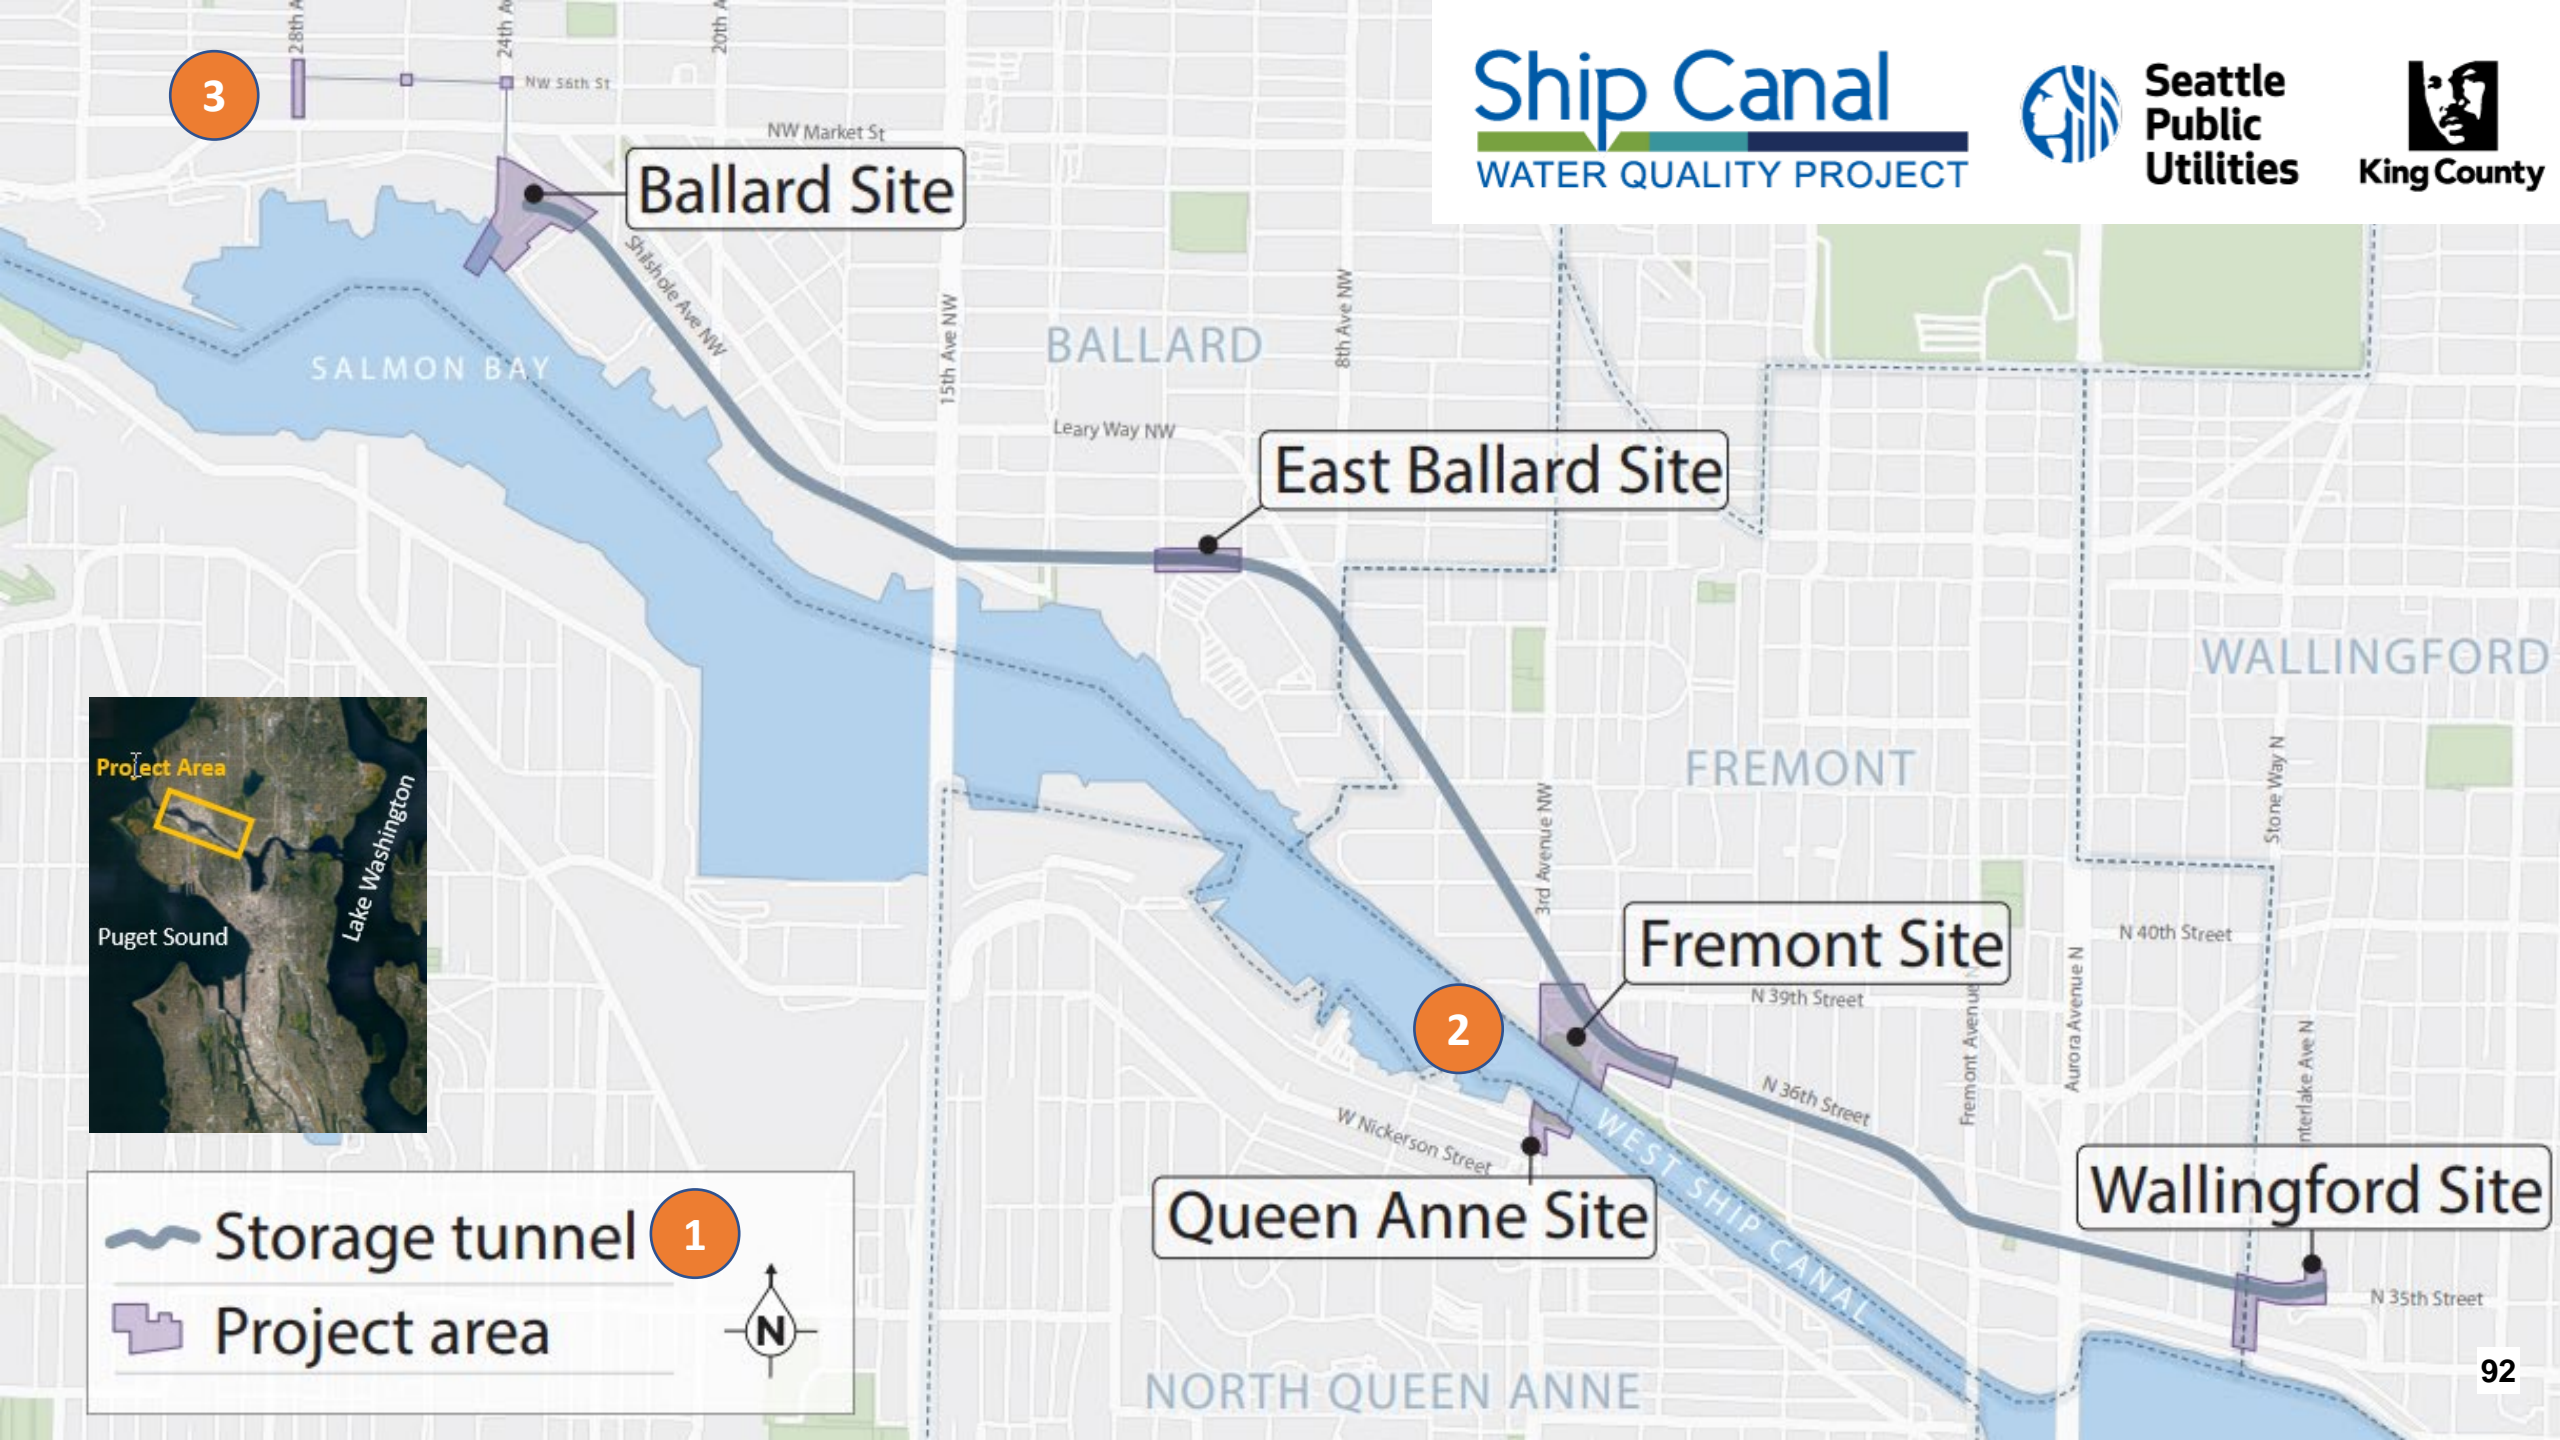 28th A
24th A
20th A
3
NW 56th St
NW Market St
Ship Canal
WATER QUALITY PROJECT
Seattle
Public
Utilities
King County
Ballard Site
Shilshole Ave NW
SALMON BAY
15th Ave NW
BALLARD
8th Ave NW
Leary Way NW
East Ballard Site
WALLINGFORD
FREMONT
Stone Way N
3rd Avenue NW
Project Area
Lake Washington
Puget Sound
Fremont Site
N 40th Street
N 39th Street
2
Fremont Avenue N
Aurora Avenue N
nterlake Ave N
N 36th Street
W Nickerson Street
WEST SHIP CANAL
Queen Anne Site
Wallingford Site
N 35th Street
Storage tunnel
1
Project area
N
NORTH QUEEN ANNE
92